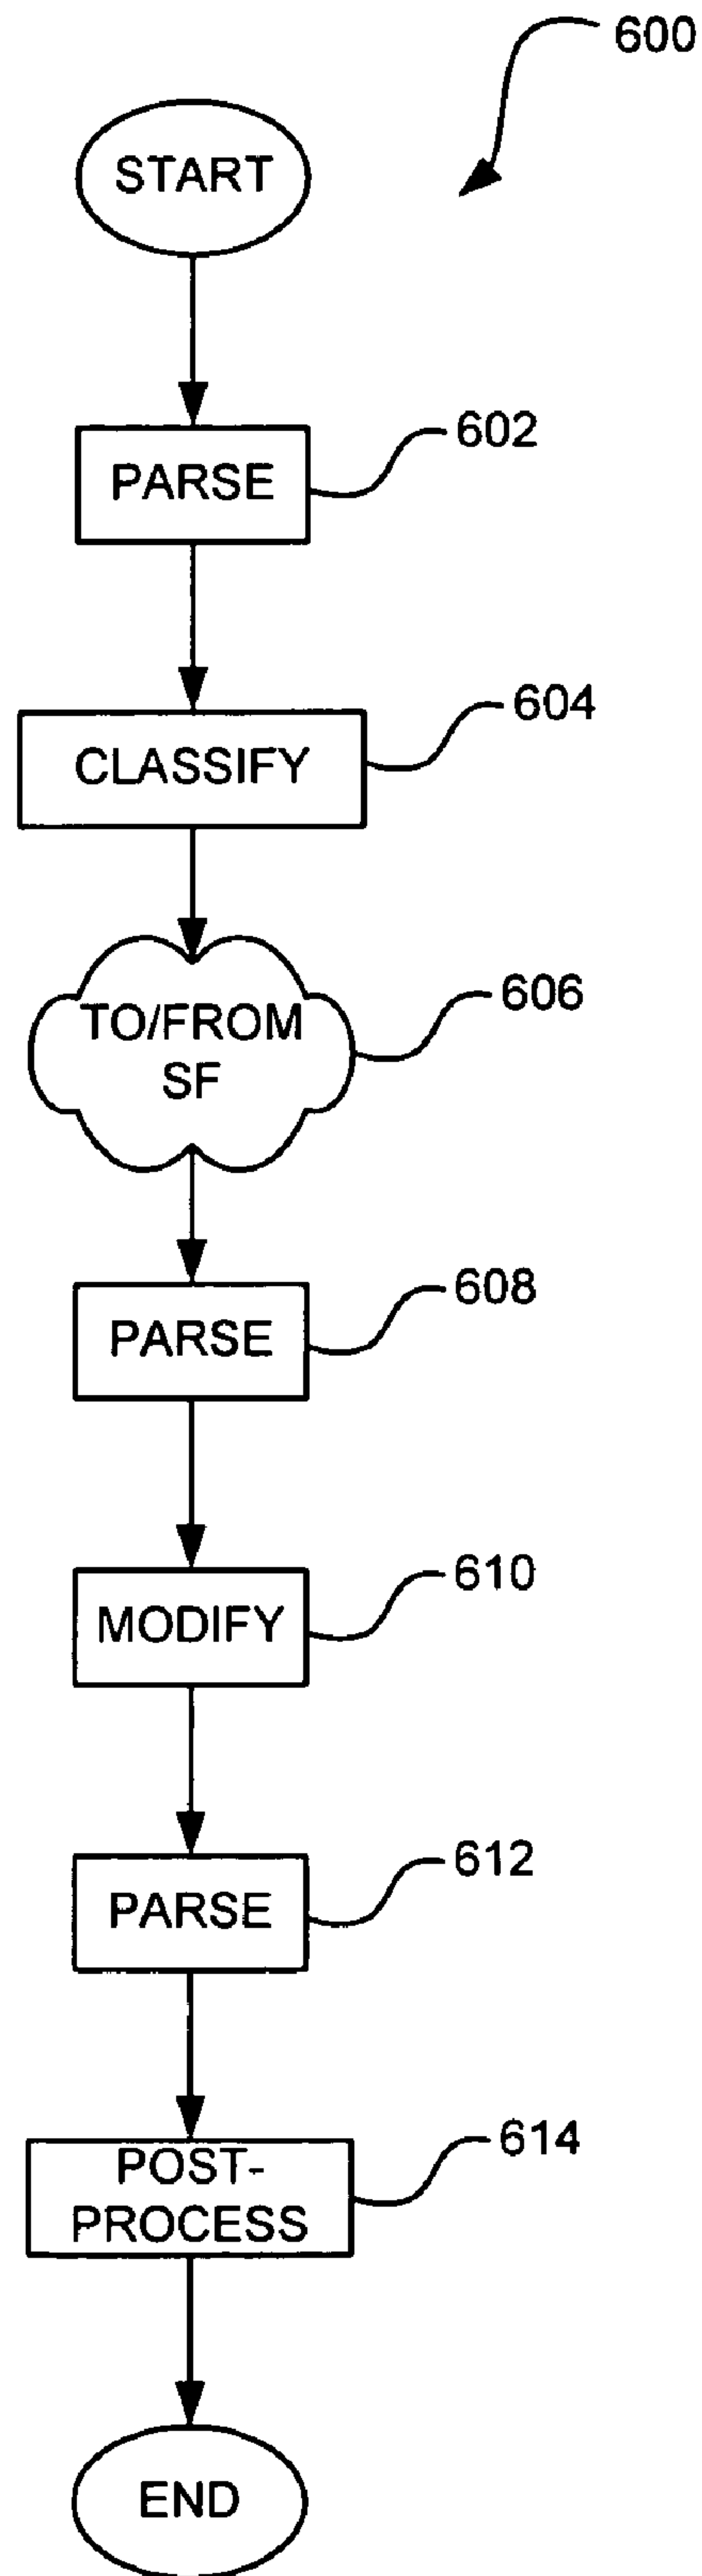 600
START
602
PARSE
604
CLASSIFY
606
TO/FROM
SF
608
PARSE
610
MODIFY
612
PARSE
614
POST-
PROCESS
END